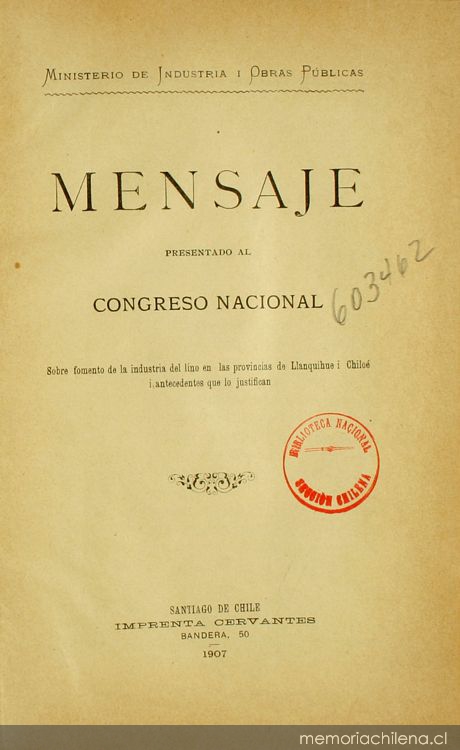 MINISTERIO DE INDUSTRIA I OBRAS PÚBLICAS
MENSAJE
PRESENTADO AL
CONGRESO NACIONAL
603462
Sobre fomento de la industria del lino en las provincias de Llanquihue i Chiloé
i antecedentes que lo justifican
BIBLIOTECA NACIONAL
SECCIÓN CHILENA
SANTIAGO DE CHILE
IMPRENTA CERVANTES
BANDERA, 50
1907
memoriachilena.cl